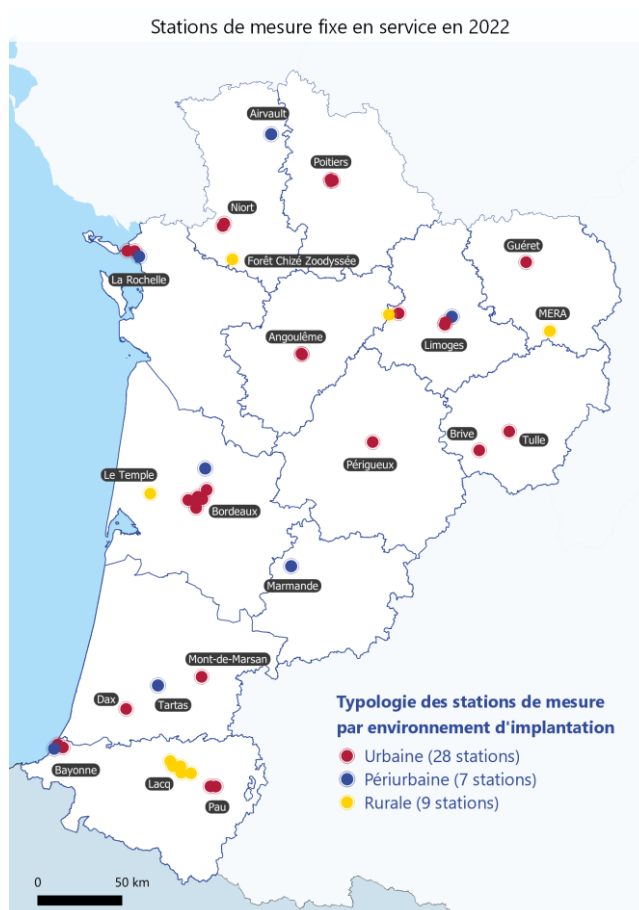 Stations de mesure fixe en service en 2022
Airvault
Poitiers
Niort
Guéret
Forêt Chizé Zoodyssée
La Rochelle
MERA
Angoulême
Limoges
Brive
Tulle
Périgueux
Le Temple
Bordeaux
Marmande
Mont-de-Marsan
Dax
Tartas
Typologie des stations de mesure
par environnement d'implantation
Urbaine (28 stations)
Périurbaine (7 stations)
Rurale (9 stations)
Bayonne
Lacq
Pau
0 50 km